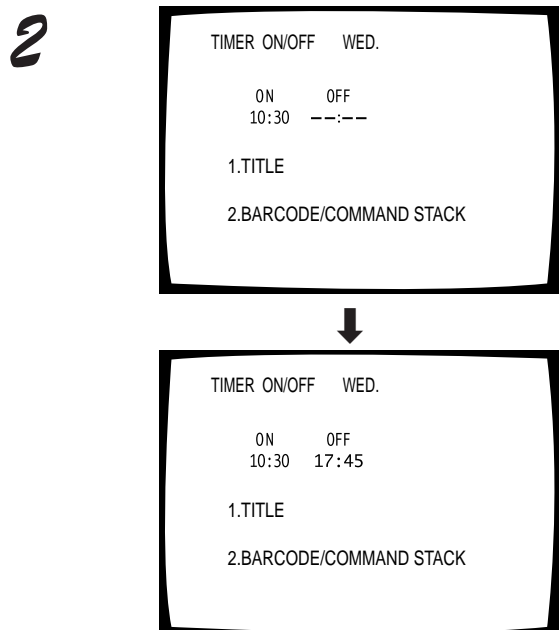 2
TIMER ON/OFF WED.
ON OFF
10:30 --:--
1.TITLE
2.BARCODE/COMMAND STACK
TIMER ON/OFF WED.
ON OFF
10:30 17:45
1.TITLE
2.BARCODE/COMMAND STACK